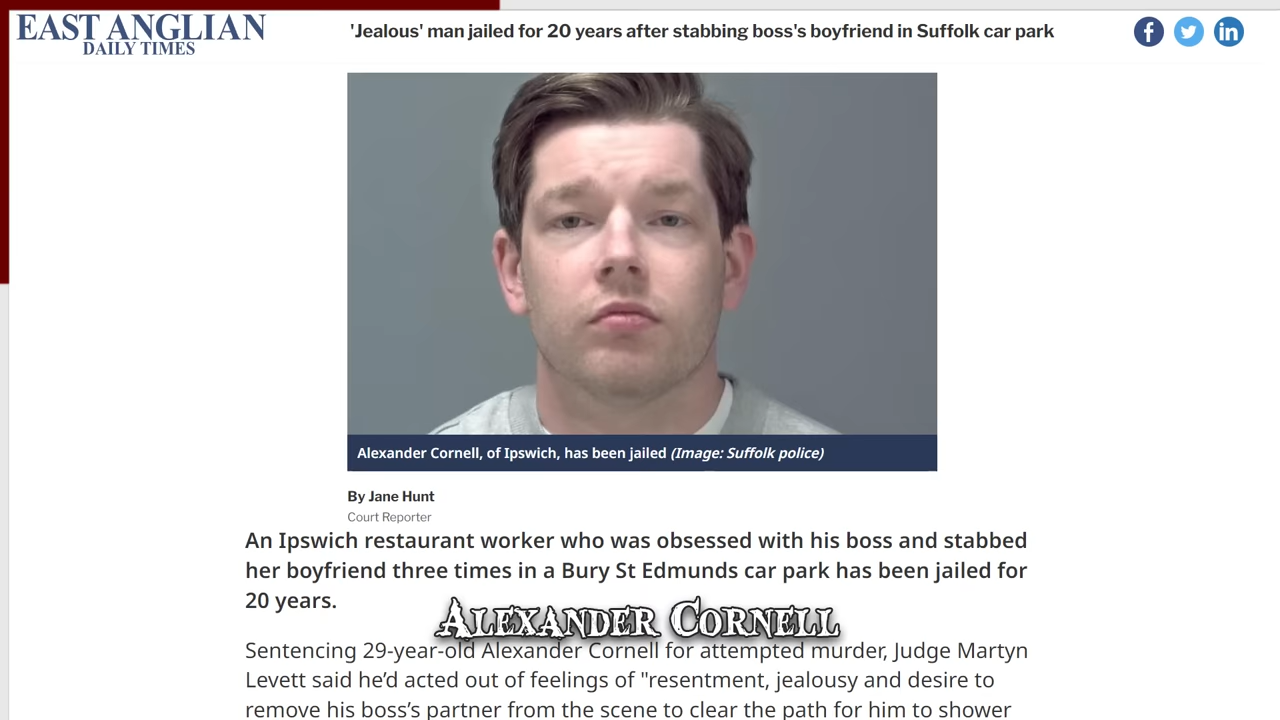 EAST ANGLIAN
DAILY TIMES
'Jealous' man jailed for 20 years after stabbing boss's boyfriend in Suffolk car park
f
in
Alexander Cornell, of Ipswich, has been jailed (Image: Suffolk police)
By Jane Hunt
Court Reporter
An Ipswich restaurant worker who was obsessed with his boss and stabbed
her boyfriend three times in a Bury St Edmunds car park has been jailed for
20 years.
ALEXANDER CORNELL
Sentencing 29-year-old Alexander Cornell for attempted murder, Judge Martyn
Levett said he'd acted out of feelings of "resentment, jealousy and desire to
remove his boss's partner from the scene to clear the path for him to shower